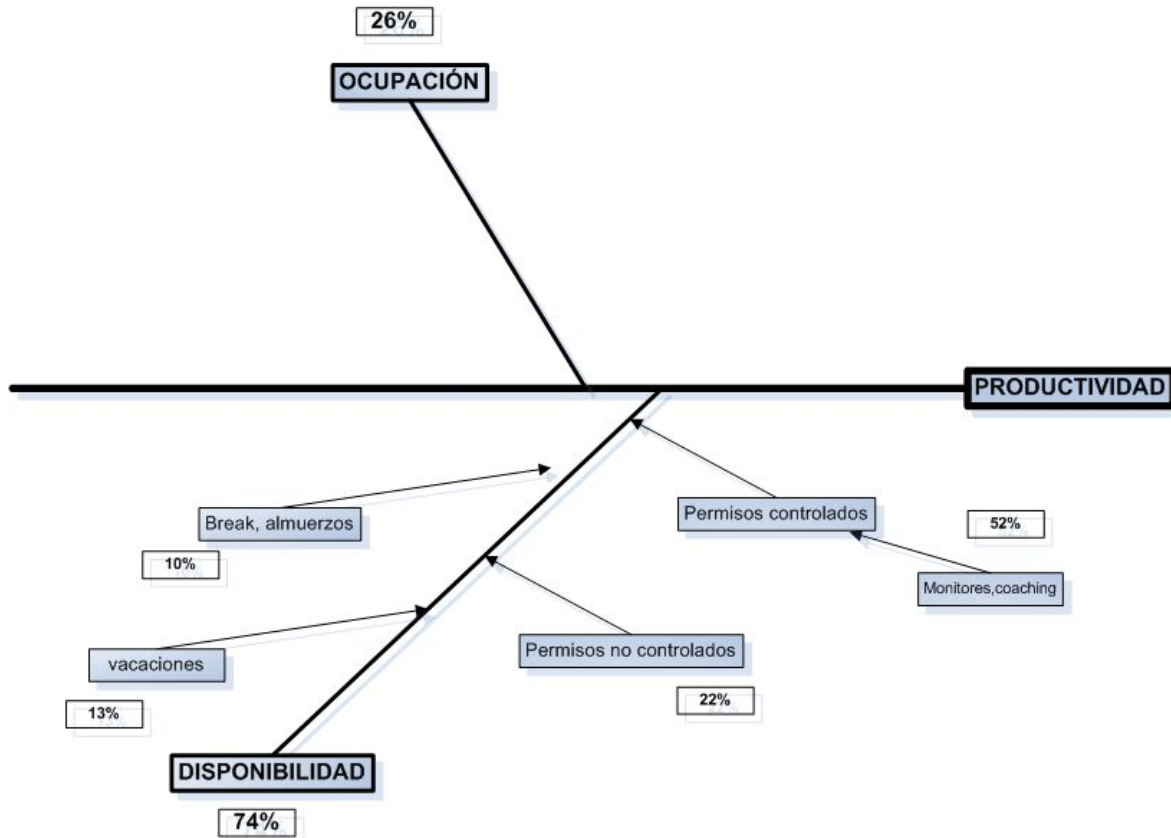 26%
OCUPACIÓN
PRODUCTIVIDAD
Break, almuerzos
Permisos controlados
52%
10%
Monitores,coaching
vacaciones
Permisos no controlados
13%
22%
DISPONIBILIDAD
74%